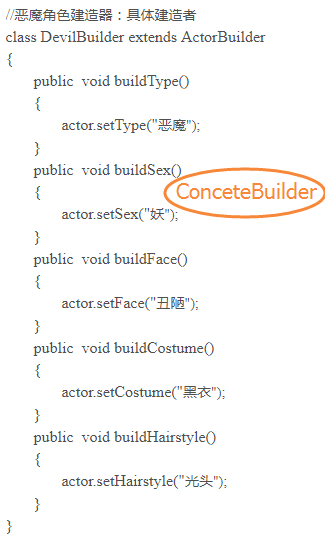 //恶魔角色建造器：具体建造者
class DevilBuilder extends ActorBuilder
{
public  void buildType()
{
actor.setType("恶魔");
}
public  void buildSex()
ConceteBuilder
{
actor.setSex("妖");
}
public  void buildFace()
{
actor.setFace("丑陋");
}
public  void buildCostume()
{
actor.setCostume("黑衣");
}
public  void buildHairstyle()
{
actor.setHairstyle("光头");
}
}